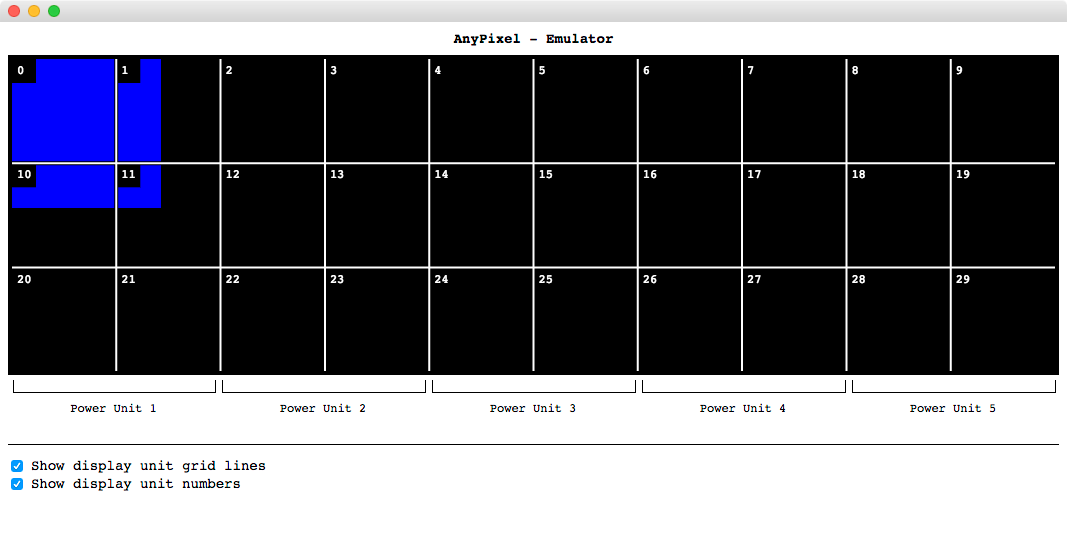 AnyPixel - Emulator
0 1 2 3 4 5 6 7 8 9
10 11 12 13 14 15 16 17 18 19
20 21 22 23 24 25 26 27 28 29
Power Unit 1 Power Unit 2 Power Unit 3 Power Unit 4 Power Unit 5
Show display unit grid lines
Show display unit numbers